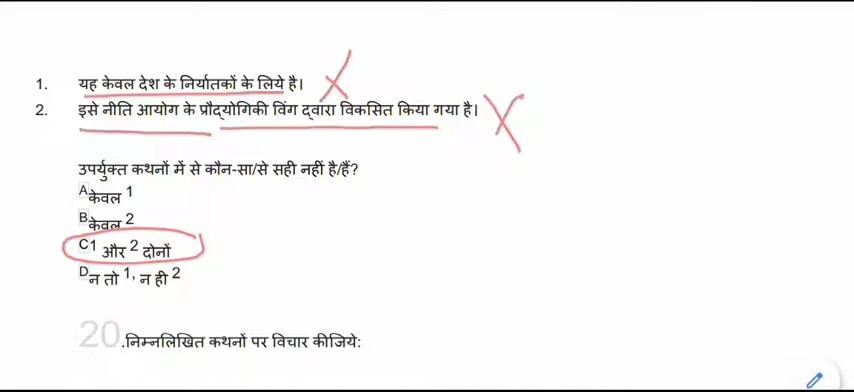 1. यह केवल देश के निर्यातकों के लिये है।
2. इसे नीति आयोग के प्रौद्योगिकी विंग द्वारा विकसित किया गया है।
उपर्युक्त कथनों में से कौन-सा/से सही नहीं है/हैं?
A केवल 1
B केवल 2
C 1 और 2 दोनों
D न तो 1, न ही 2
20 .निम्नलिखित कथनों पर विचार कीजिये: